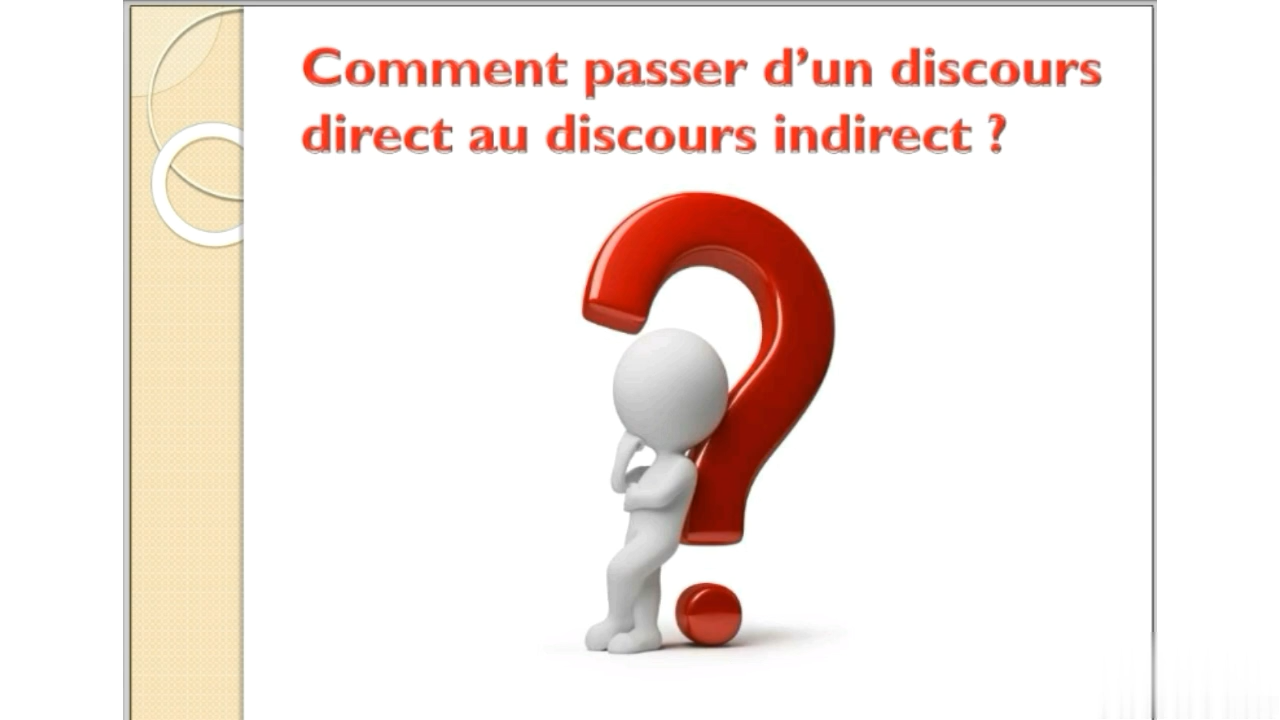 Comment passer d’un discours
direct au discours indirect ?